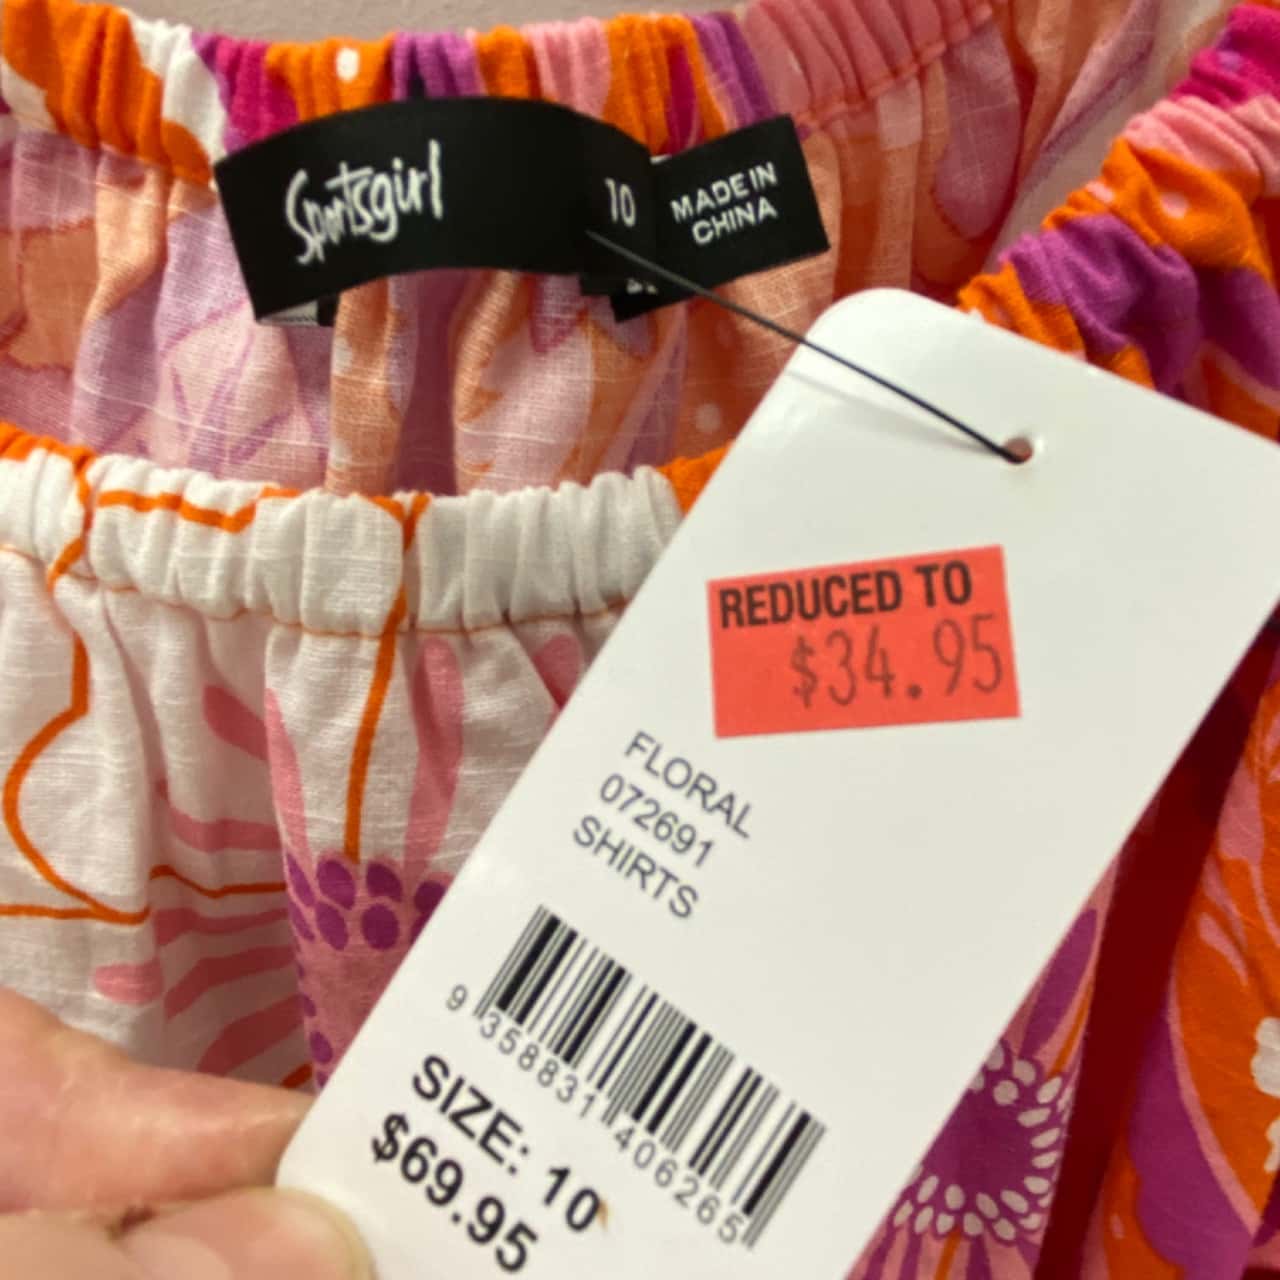 Sportsgirl
10
MADE IN
CHINA
REDUCED TO
$34.95
FLORAL
072691
SHIRTS
9 358831 406265
SIZE: 10
$69.95